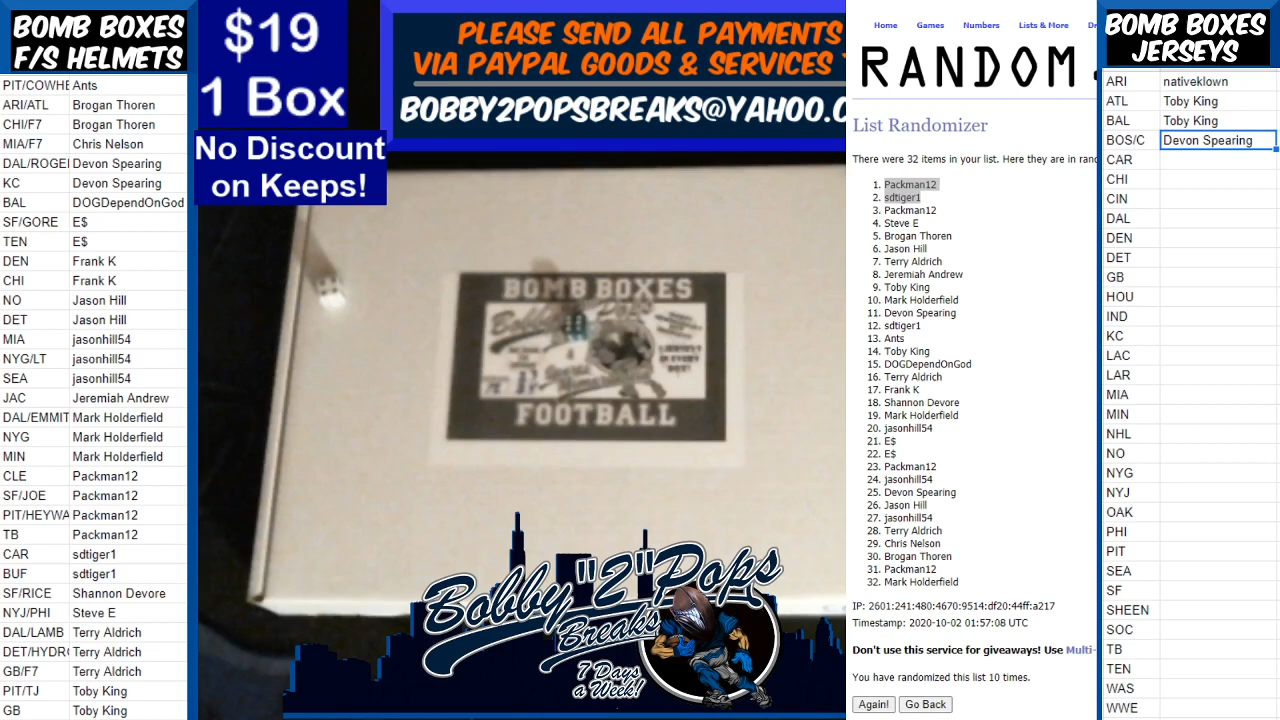 BOMB BOXES
F/S HELMETS
PIT/COWHE Ants
ARI/ATL Brogan Thoren
CHI/F7 Brogan Thoren
MIA/F7 Chris Nelson
DAL/ROGEI Devon Spearing
KC Devon Spearing
BAL DOGDependOnGod
SF/GORE E$
TEN E$
DEN Frank K
CHI Frank K
NO Jason Hill
DET Jason Hill
MIA jasonhill54
NYG/LT jasonhill54
SEA jasonhill54
JAC Jeremiah Andrew
DAL/EMMIT Mark Holderfield
NYG Mark Holderfield
MIN Mark Holderfield
CLE Packman12
SF/JOE Packman12
PIT/HEYWA Packman12
TB Packman12
CAR sdtiger1
BUF sdtiger1
SF/RICE Shannon Devore
NYJ/PHI Steve E
DAL/LAMB Terry Aldrich
DET/HYDR Terry Aldrich
GB/F7 Terry Aldrich
PIT/TJ Toby King
GB Toby King
$19
1 Box
No Discount
on Keeps!
PLEASE SEND ALL PAYMENTS
VIA PAYPAL GOODS & SERVICES
BOBBY2POPSBREAKS@YAHOO.C
BOMB BOXES
Bobby Pops
FOOTBALL
Bobby "2" Pops
Breaks
7 Days
a Week!
Home Games Numbers Lists & More Dr
RANDOM
List Randomizer
There were 32 items in your list. Here they are in rand
1. Packman12
2. sdtiger1
3. Packman12
4. Steve E
5. Brogan Thoren
6. Jason Hill
7. Terry Aldrich
8. Jeremiah Andrew
9. Toby King
10. Mark Holderfield
11. Devon Spearing
12. sdtiger1
13. Ants
14. Toby King
15. DOGDependOnGod
16. Terry Aldrich
17. Frank K
18. Shannon Devore
19. Mark Holderfield
20. jasonhill54
21. E$
22. E$
23. Packman12
24. jasonhill54
25. Devon Spearing
26. Jason Hill
27. jasonhill54
28. Terry Aldrich
29. Chris Nelson
30. Brogan Thoren
31. Packman12
32. Mark Holderfield
IP: 2601:241:480:4670:9514:df20:44ff:a217
Timestamp: 2020-10-02 01:57:08 UTC
Don't use this service for giveaways! Use Multi-
You have randomized this list 10 times.
Again! Go Back
BOMB BOXES
JERSEYS
ARI nativeklown
ATL Toby King
BAL Toby King
BOS/C Devon Spearing
CAR
CHI
CIN
DAL
DEN
DET
GB
HOU
IND
KC
LAC
LAR
MIA
MIN
NHL
NO
NYG
NYJ
OAK
PHI
PIT
SEA
SF
SHEEN
SOC
TB
TEN
WAS
WWE